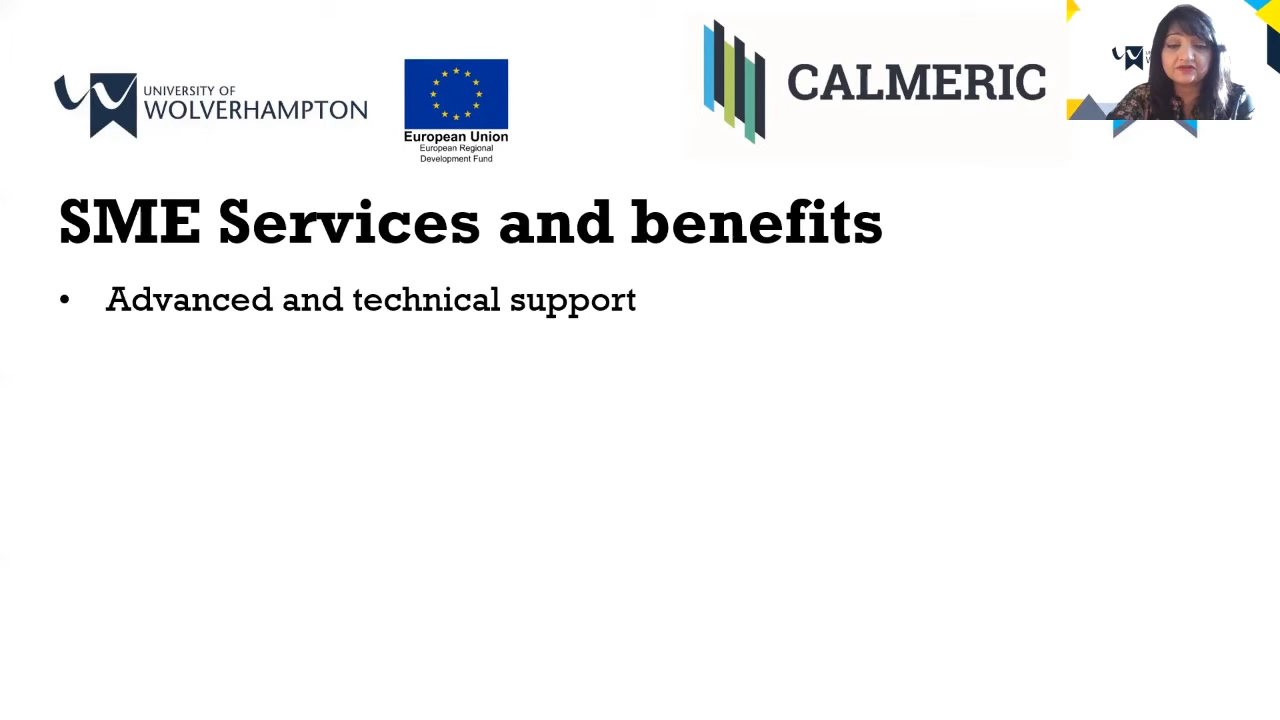 UNIVERSITY OF
WOLVERHAMPTON
European Union
European Regional
Development Fund
CALMERIC
SME Services and benefits
• Advanced and technical support